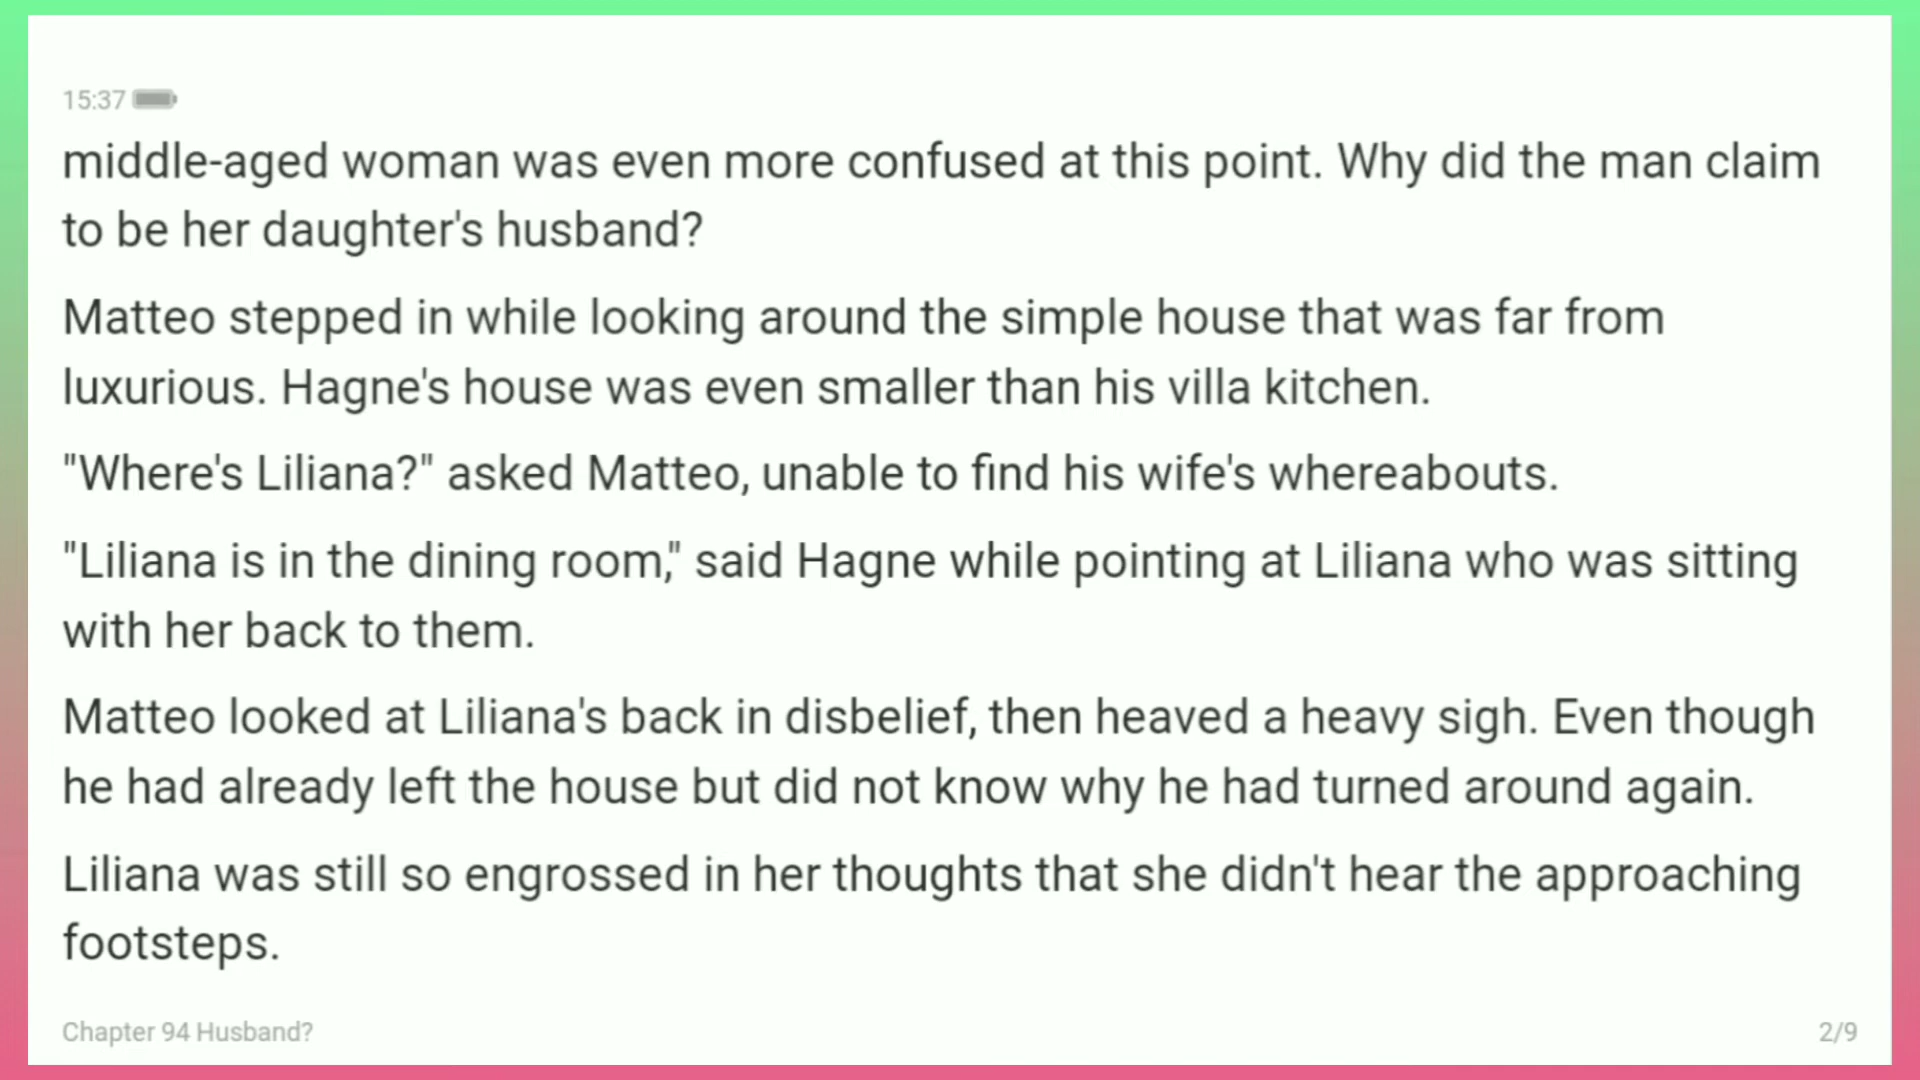 15:37
middle-aged woman was even more confused at this point. Why did the man claim
to be her daughter's husband?
Matteo stepped in while looking around the simple house that was far from
luxurious. Hagne's house was even smaller than his villa kitchen.
"Where's Liliana?" asked Matteo, unable to find his wife's whereabouts.
"Liliana is in the dining room," said Hagne while pointing at Liliana who was sitting
with her back to them.
Matteo looked at Liliana's back in disbelief, then heaved a heavy sigh. Even though
he had already left the house but did not know why he had turned around again.
Liliana was still so engrossed in her thoughts that she didn't hear the approaching
footsteps.
Chapter 94 Husband?
2/9